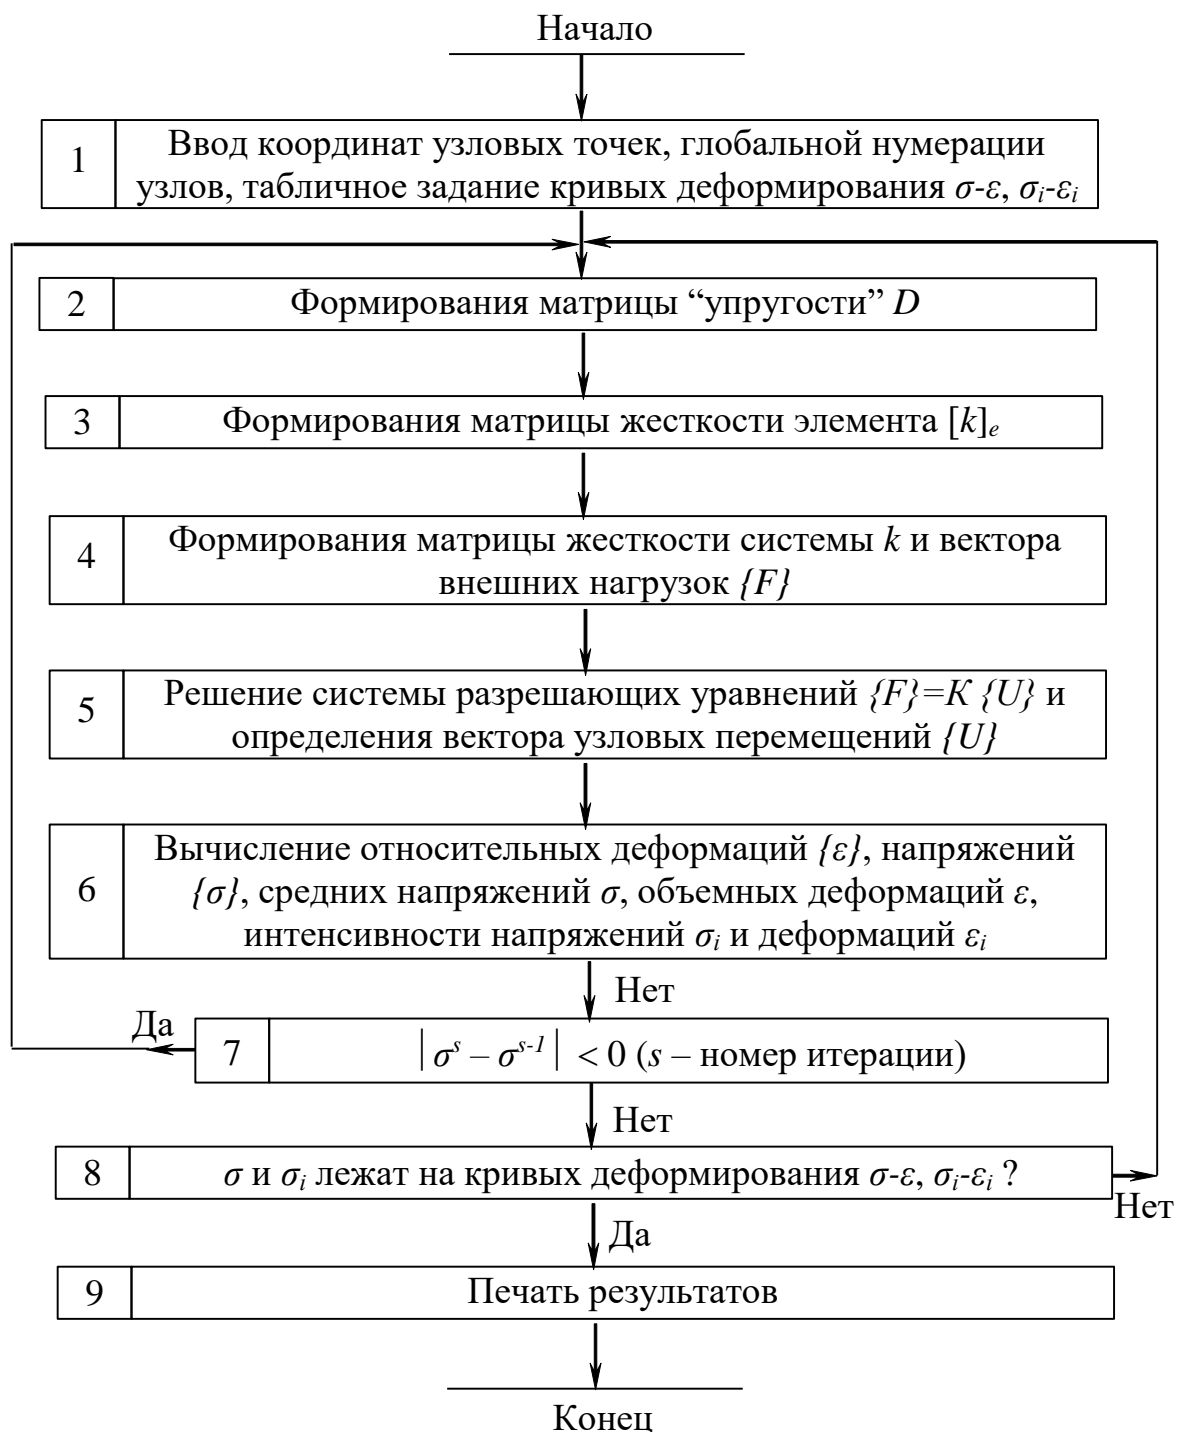 Начало
1
Ввод координат узловых точек, глобальной нумерации
узлов, табличное задание кривых деформирования σ-ε, σi-εi
2
Формирования матрицы “упругости” D
3
Формирования матрицы жесткости элемента [k]e
4
Формирования матрицы жесткости системы k и вектора
внешних нагрузок {F}
5
Решение системы разрешающих уравнений {F}=К {U} и
определения вектора узловых перемещений {U}
6
Вычисление относительных деформаций {ε}, напряжений
{σ}, средних напряжений σ, объемных деформаций ε,
интенсивности напряжений σi и деформаций εi
Нет
Да
7
| σs – σs-1 | < 0 (s – номер итерации)
Нет
8
σ и σi лежат на кривых деформирования σ-ε, σi-εi ?
Нет
Да
9
Печать результатов
Конец